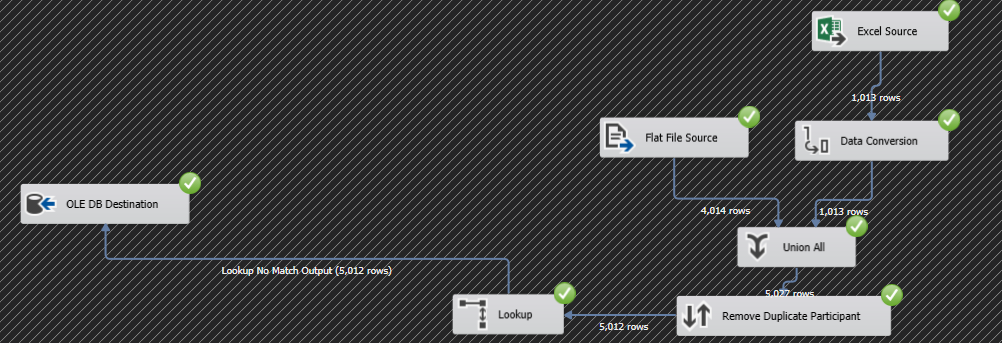 Excel Source
1,013 rows
Flat File Source
Data Conversion
OLE DB Destination
4,014 rows
1,013 rows
Union All
Lookup No Match Output (5,012 rows)
5,027 rows
Lookup
5,012 rows
Remove Duplicate Participant